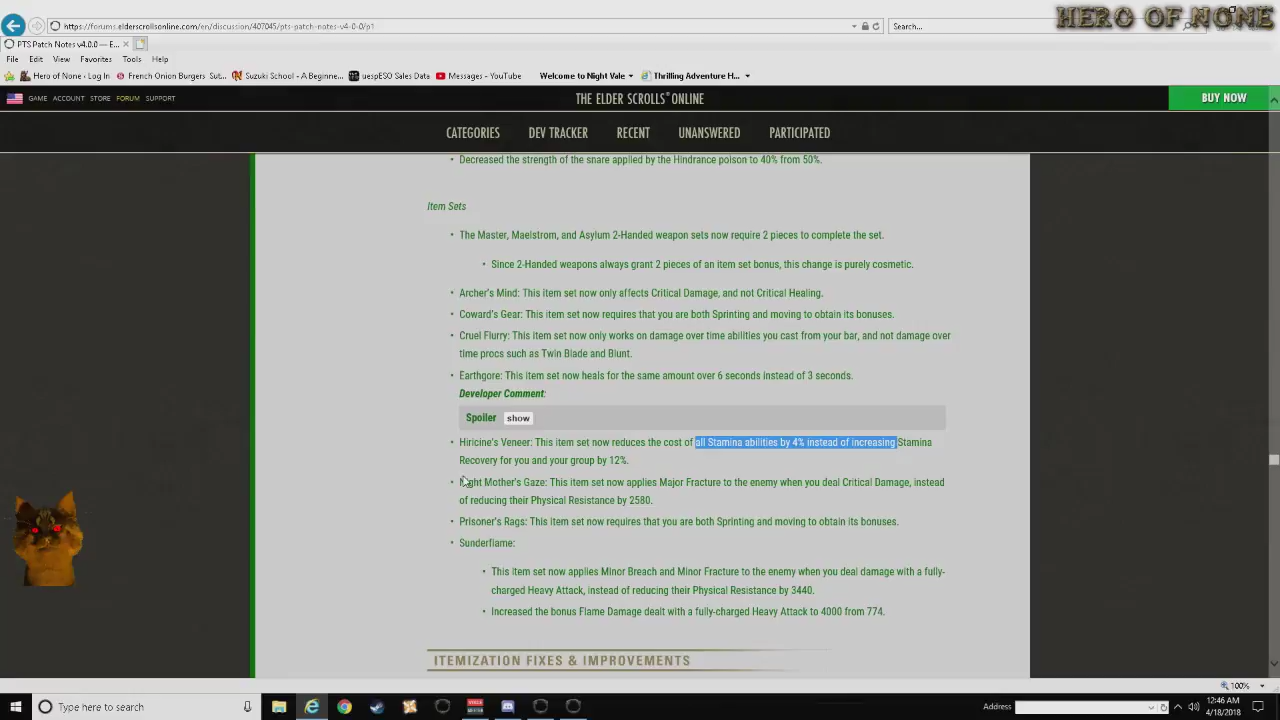 HERO OF NONE
https://forums.elderscrollsonline.com/en/discussion/407045/pts-patch-notes-v4-0-0/p1
Search...
PTS Patch Notes v4.0.0 — E...
File Edit View Favorites Tools Help
Hero of None ‹ Log In French Onion Burgers Sut... Suzuki School - A Beginne... uespESO Sales Data Messages - YouTube Welcome to Night Vale Thrilling Adventure H...
GAME ACCOUNT STORE FORUM SUPPORT
THE ELDER SCROLLS ONLINE
BUY NOW
CATEGORIES DEV TRACKER RECENT UNANSWERED PARTICIPATED
• Decreased the strength of the snare applied by the Hindrance poison to 40% from 50%.
Item Sets
• The Master, Maelstrom, and Asylum 2-Handed weapon sets now require 2 pieces to complete the set.
• Since 2-Handed weapons always grant 2 pieces of an item set bonus, this change is purely cosmetic.
• Archer's Mind: This item set now only affects Critical Damage, and not Critical Healing.
• Coward's Gear: This item set now requires that you are both Sprinting and moving to obtain its bonuses.
• Cruel Flurry: This item set now only works on damage over time abilities you cast from your bar, and not damage over
time procs such as Twin Blade and Blunt.
• Earthgore: This item set now heals for the same amount over 6 seconds instead of 3 seconds.
Developer Comment:
Spoiler show
• Hiricine's Veneer: This item set now reduces the cost of all Stamina abilities by 4% instead of increasing Stamina
Recovery for you and your group by 12%.
• Night Mother's Gaze: This item set now applies Major Fracture to the enemy when you deal Critical Damage, instead
of reducing their Physical Resistance by 2580.
• Prisoner's Rags: This item set now requires that you are both Sprinting and moving to obtain its bonuses.
• Sunderflame:
• This item set now applies Minor Breach and Minor Fracture to the enemy when you deal damage with a fully-
charged Heavy Attack, instead of reducing their Physical Resistance by 3440.
• Increased the bonus Flame Damage dealt with a fully-charged Heavy Attack to 4000 from 774.
ITEMIZATION FIXES & IMPROVEMENTS
100%
Type here to search
Address
12:46 AM
4/18/2018